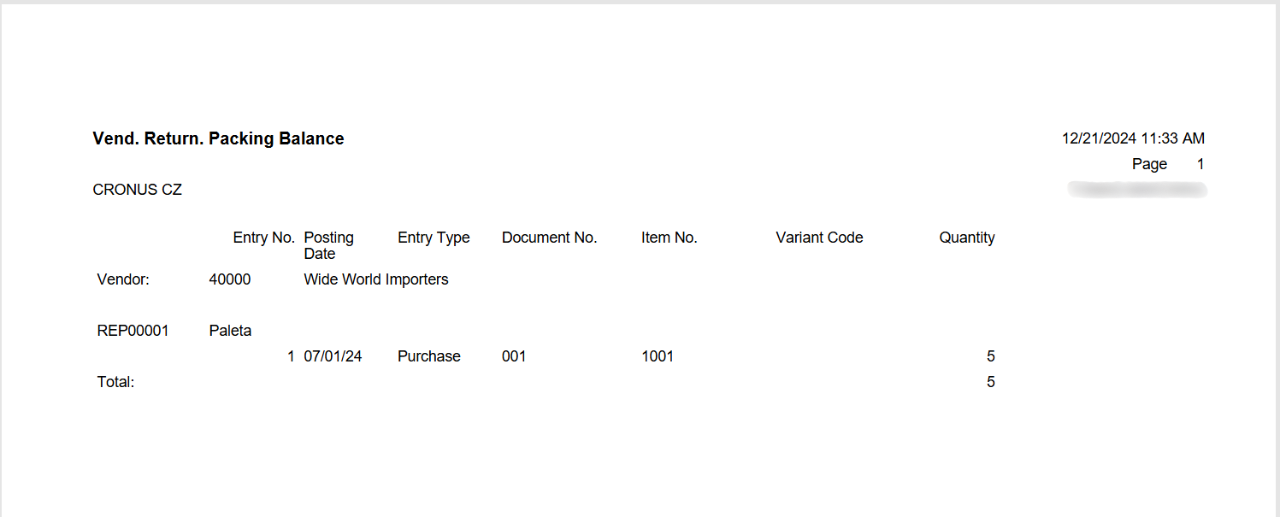 Vend. Return. Packing Balance 12/21/2024 11:33 AM
Page 1
CRONUS CZ
Entry No. Posting Date Entry Type Document No. Item No. Variant Code Quantity
Vendor: 40000 Wide World Importers
REP00001 Paleta
1 07/01/24 Purchase 001 1001 5
Total: 5